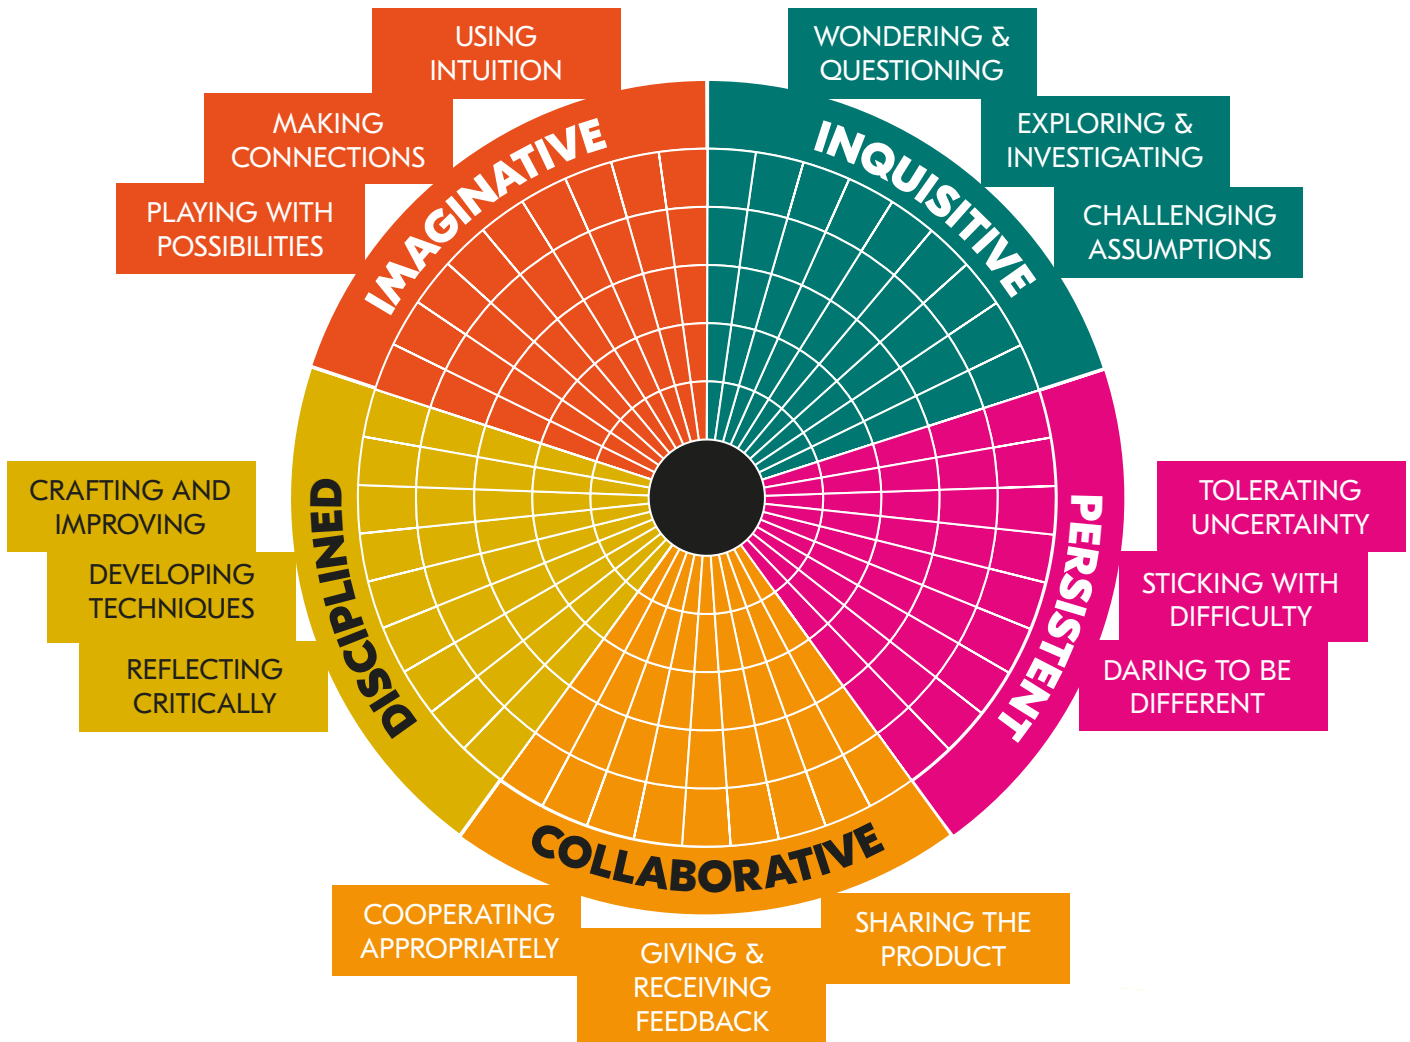 USING
INTUITION
MAKING
CONNECTIONS
PLAYING WITH
POSSIBILITIES
IMAGINATIVE
WONDERING &
QUESTIONING
EXPLORING &
INVESTIGATING
CHALLENGING
ASSUMPTIONS
INQUISITIVE
TOLERATING
UNCERTAINTY
STICKING WITH
DIFFICULTY
DARING TO BE
DIFFERENT
PERSISTENT
CRAFTING AND
IMPROVING
DEVELOPING
TECHNIQUES
REFLECTING
CRITICALLY
DISCIPLINED
COLLABORATIVE
COOPERATING
APPROPRIATELY
GIVING &
RECEIVING
FEEDBACK
SHARING THE
PRODUCT